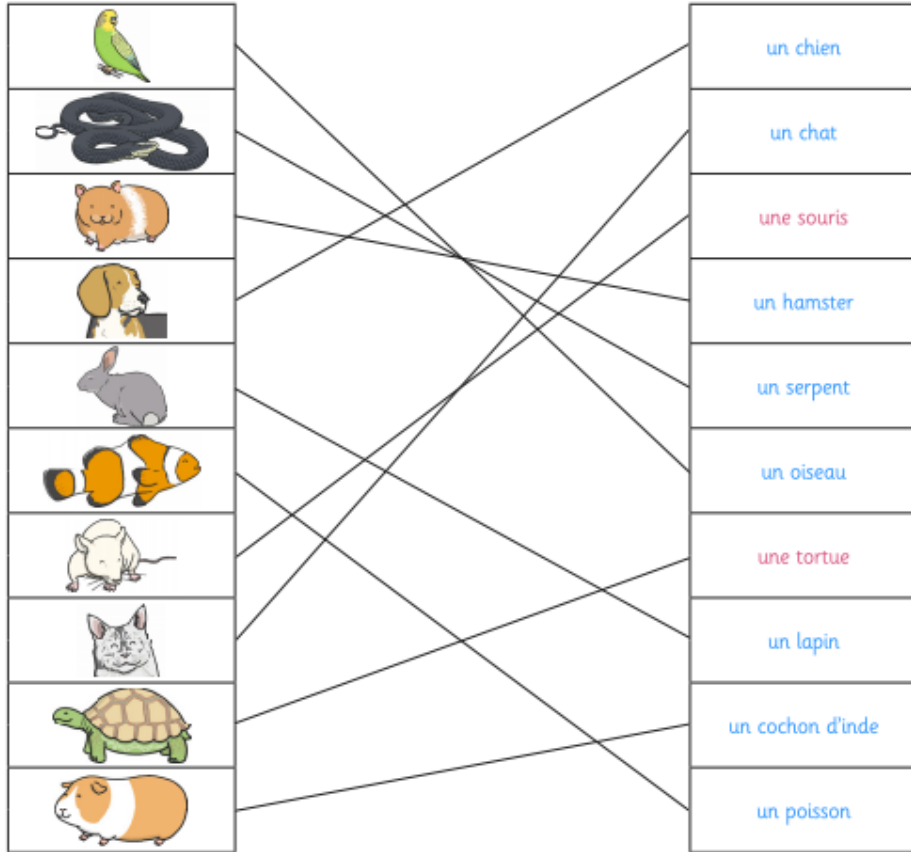 un chien
un chat
une souris
un hamster
un serpent
un oiseau
une tortue
un lapin
un cochon d'inde
un poisson